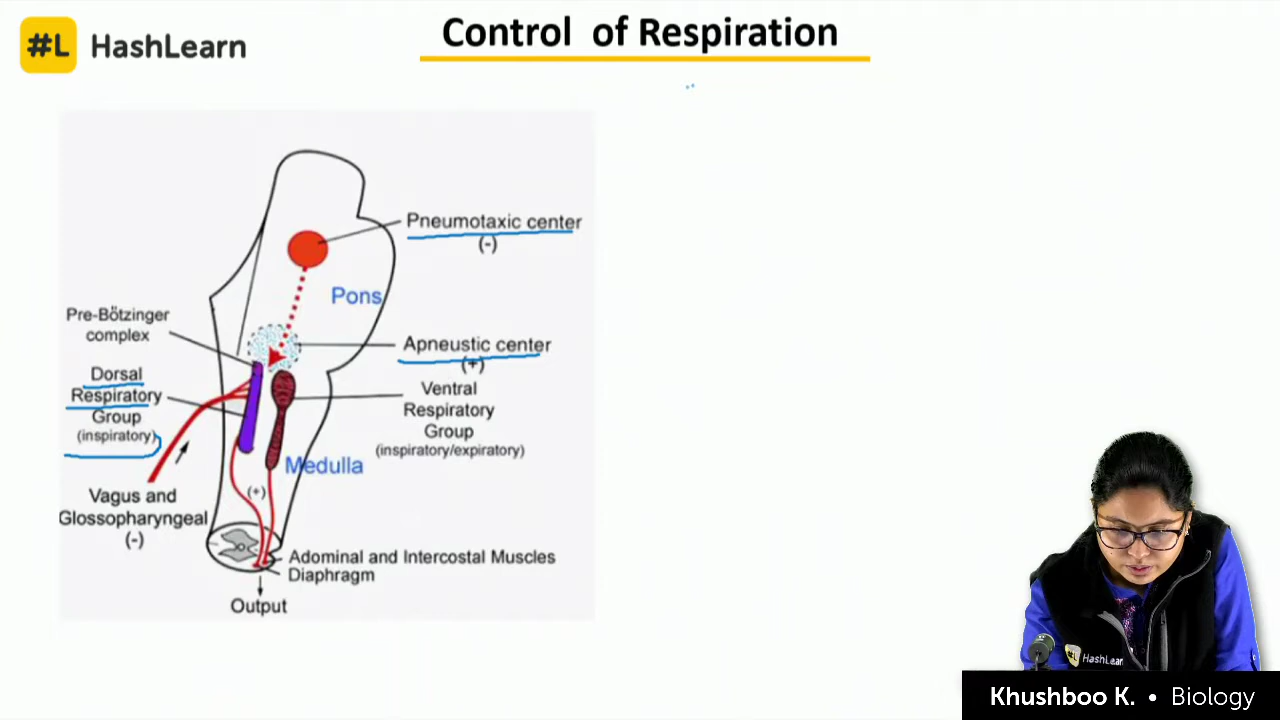 #L HashLearn
Control of Respiration
Pneumotaxic center
(-)
Pons
Pre-Bötzinger
complex
Apneustic center
(+)
Dorsal
Respiratory
Group
(inspiratory)
Ventral
Respiratory
Group
(inspiratory/expiratory)
Medulla
(+)
Vagus and
Glossopharyngeal
(-)
Adominal and Intercostal Muscles
Diaphragm
Output
#L HashLearn
Khushboo K. • Biology